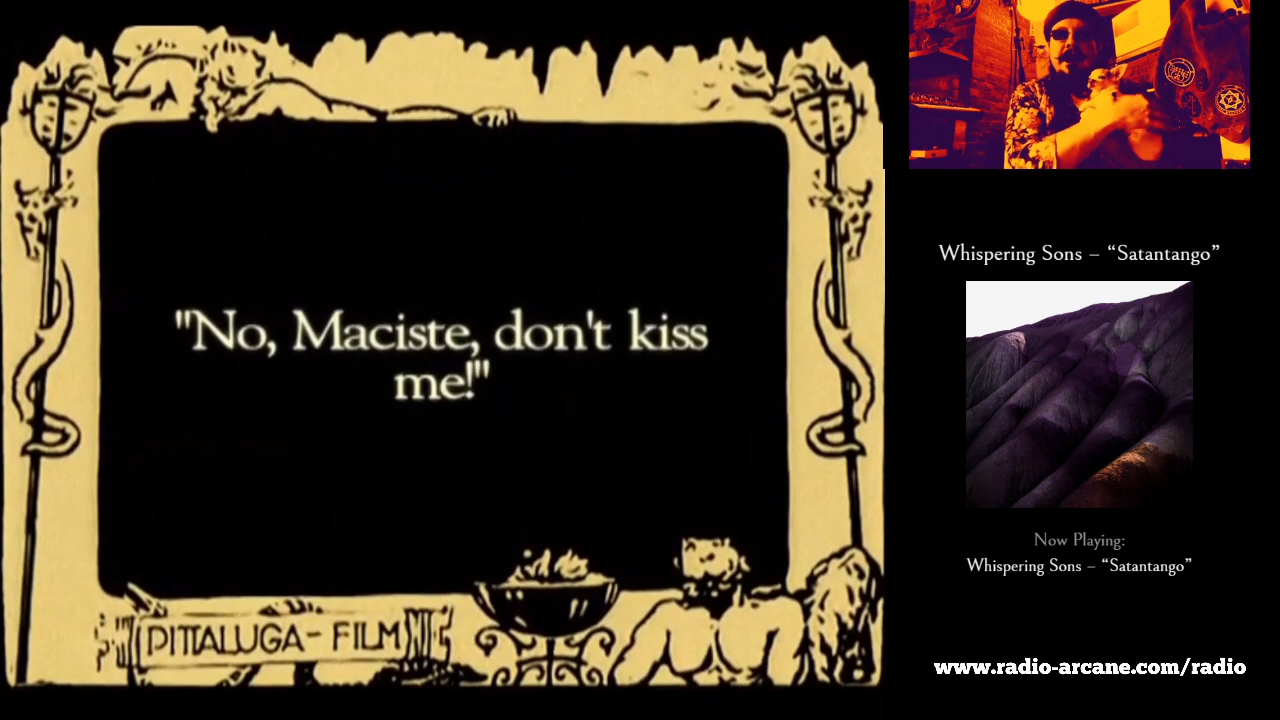 "No, Maciste, don't kiss
me!"
PITTALUGA - FILM
Whispering Sons – “Satantango”
Now Playing:
Whispering Sons – “Satantango”
www.radio-arcane.com/radio